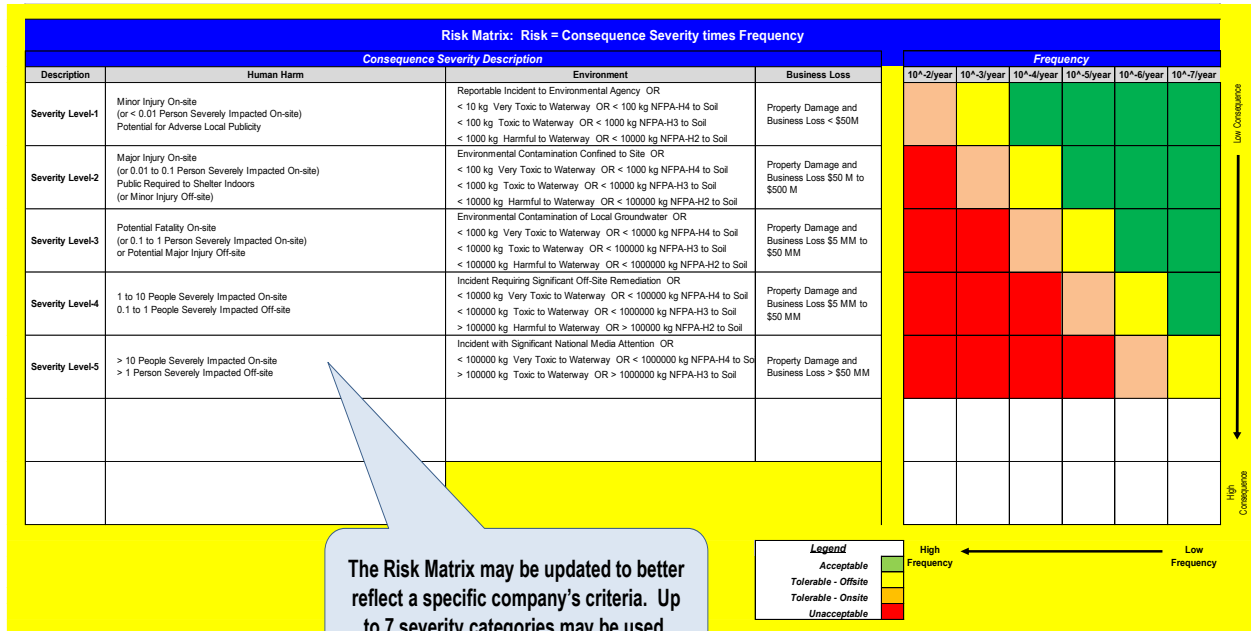 Risk Matrix: Risk = Consequence Severity times Frequency
Consequence Severity Description
Frequency
Description
Human Harm
Environment
Business Loss
10^-2/year
10^-3/year
10^-4/year
10^-5/year
10^-6/year
10^-7/year
Severity Level-1
Minor Injury On-site
(or < 0.01 Person Severely Impacted On-site)
Potential for Adverse Local Publicity
Reportable Incident to Environmental Agency OR
< 10 kg Very Toxic to Waterway OR < 100 kg NFPA-H4 to Soil
< 100 kg Toxic to Waterway OR < 1000 kg NFPA-H3 to Soil
< 1000 kg Harmful to Waterway OR < 10000 kg NFPA-H2 to Soil
Property Damage and
Business Loss < $50M
Severity Level-2
Major Injury On-site
(or 0.01 to 0.1 Person Severely Impacted On-site)
Public Required to Shelter Indoors
(or Minor Injury Off-site)
Environmental Contamination Confined to Site OR
< 100 kg Very Toxic to Waterway OR < 1000 kg NFPA-H4 to Soil
< 1000 kg Toxic to Waterway OR < 10000 kg NFPA-H3 to Soil
< 10000 kg Harmful to Waterway OR < 100000 kg NFPA-H2 to Soil
Property Damage and
Business Loss $50 M to
$500 M
Severity Level-3
Potential Fatality On-site
(or 0.1 to 1 Person Severely Impacted On-site)
or Potential Major Injury Off-site
Environmental Contamination of Local Groundwater OR
< 1000 kg Very Toxic to Waterway OR < 10000 kg NFPA-H4 to Soil
< 10000 kg Toxic to Waterway OR < 100000 kg NFPA-H3 to Soil
< 100000 kg Harmful to Waterway OR < 1000000 kg NFPA-H2 to Soil
Property Damage and
Business Loss $5 MM to
$50 MM
Severity Level-4
1 to 10 People Severely Impacted On-site
0.1 to 1 People Severely Impacted Off-site
Incident Requiring Significant Off-Site Remediation OR
< 10000 kg Very Toxic to Waterway OR < 100000 kg NFPA-H4 to Soil
< 100000 kg Toxic to Waterway OR < 1000000 kg NFPA-H3 to Soil
> 100000 kg Harmful to Waterway OR > 1000000 kg NFPA-H2 to Soil
Property Damage and
Business Loss $5 MM to
$50 MM
Severity Level-5
> 10 People Severely Impacted On-site
> 1 Person Severely Impacted Off-site
Incident with Significant National Media Attention OR
< 100000 kg Very Toxic to Waterway OR < 1000000 kg NFPA-H4 to So
> 100000 kg Toxic to Waterway OR > 1000000 kg NFPA-H3 to Soil
Property Damage and
Business Loss > $50 MM
Low Consequence
High
Consequence
The Risk Matrix may be updated to better
reflect a specific company's criteria. Up
to 7 severity categories may be used
Legend
Acceptable
Tolerable - Offsite
Tolerable - Onsite
Unacceptable
High
Frequency
Low
Frequency